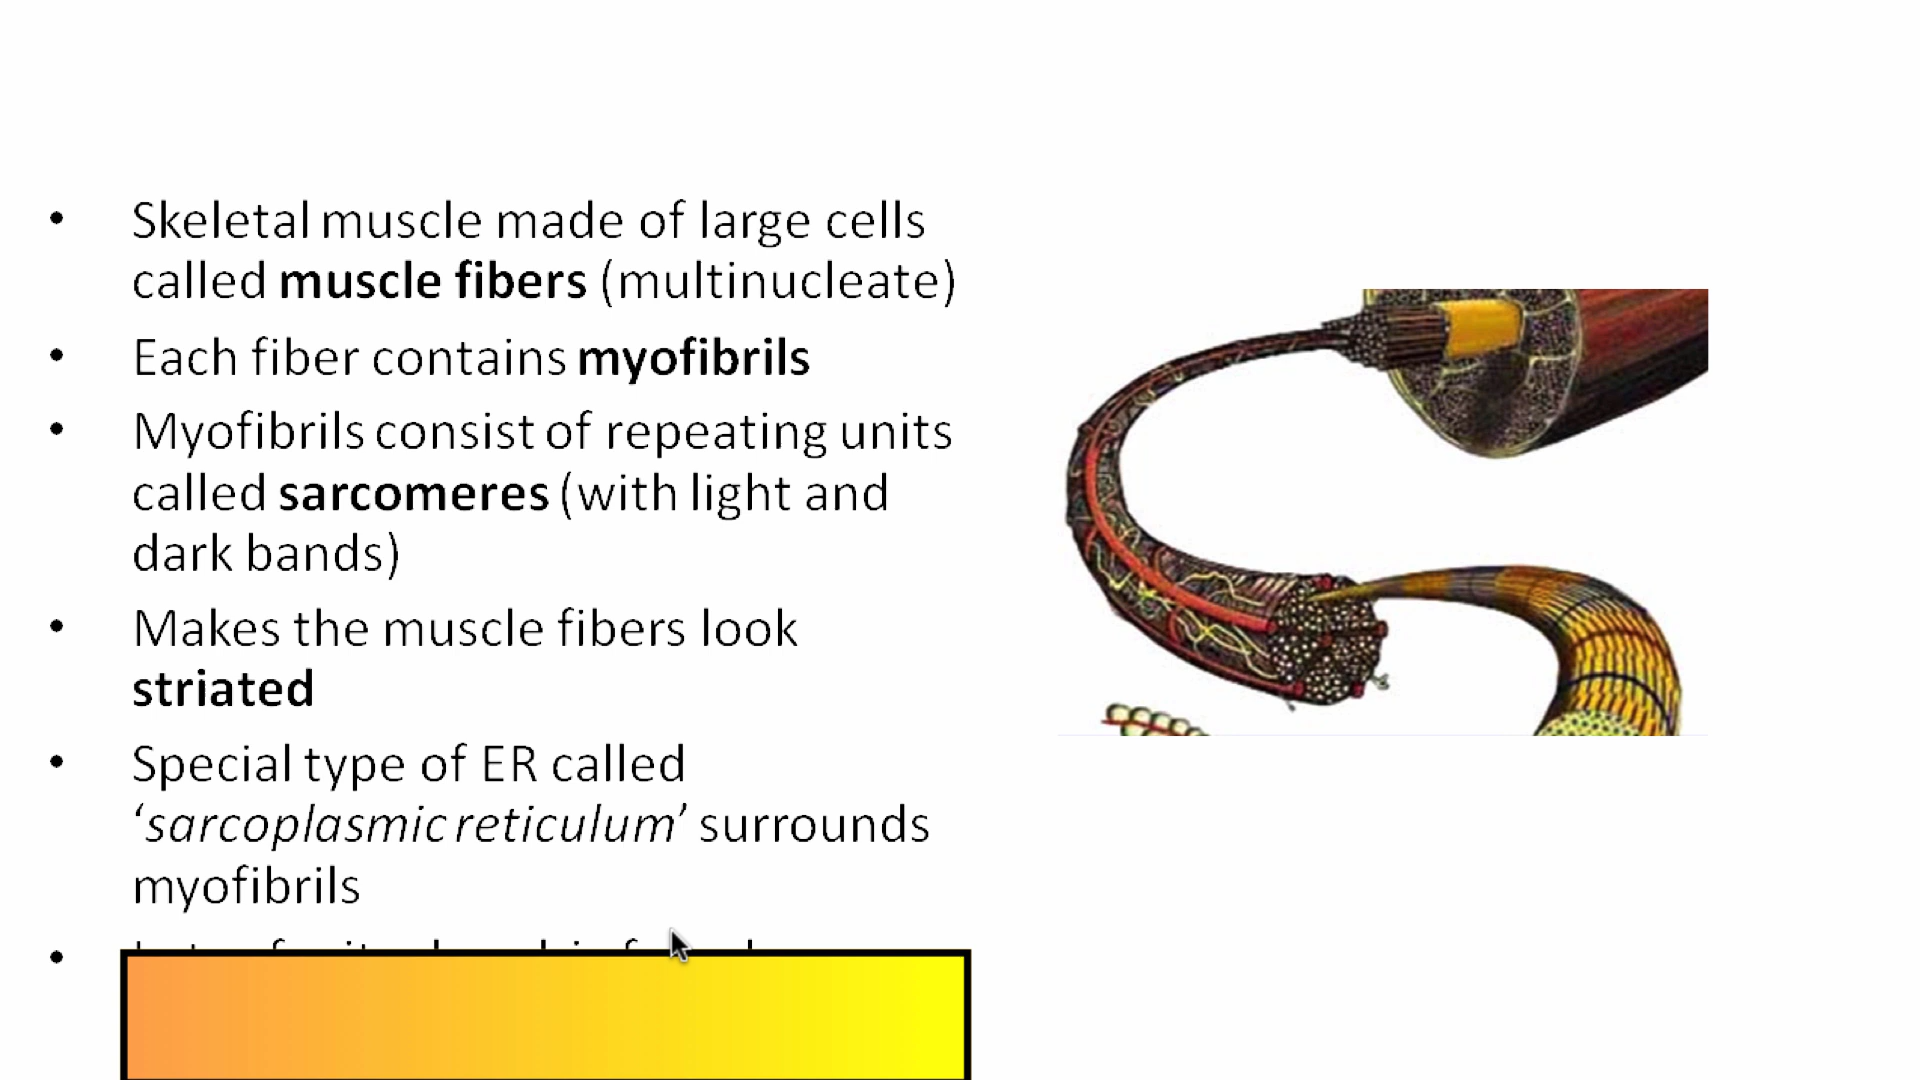 • Skeletal muscle made of large cells
called muscle fibers (multinucleate)
• Each fiber contains myofibrils
• Myofibrils consist of repeating units
called sarcomeres (with light and
dark bands)
• Makes the muscle fibers look
striated
• Special type of ER called
‘sarcoplasmic reticulum’ surrounds
myofibrils
•